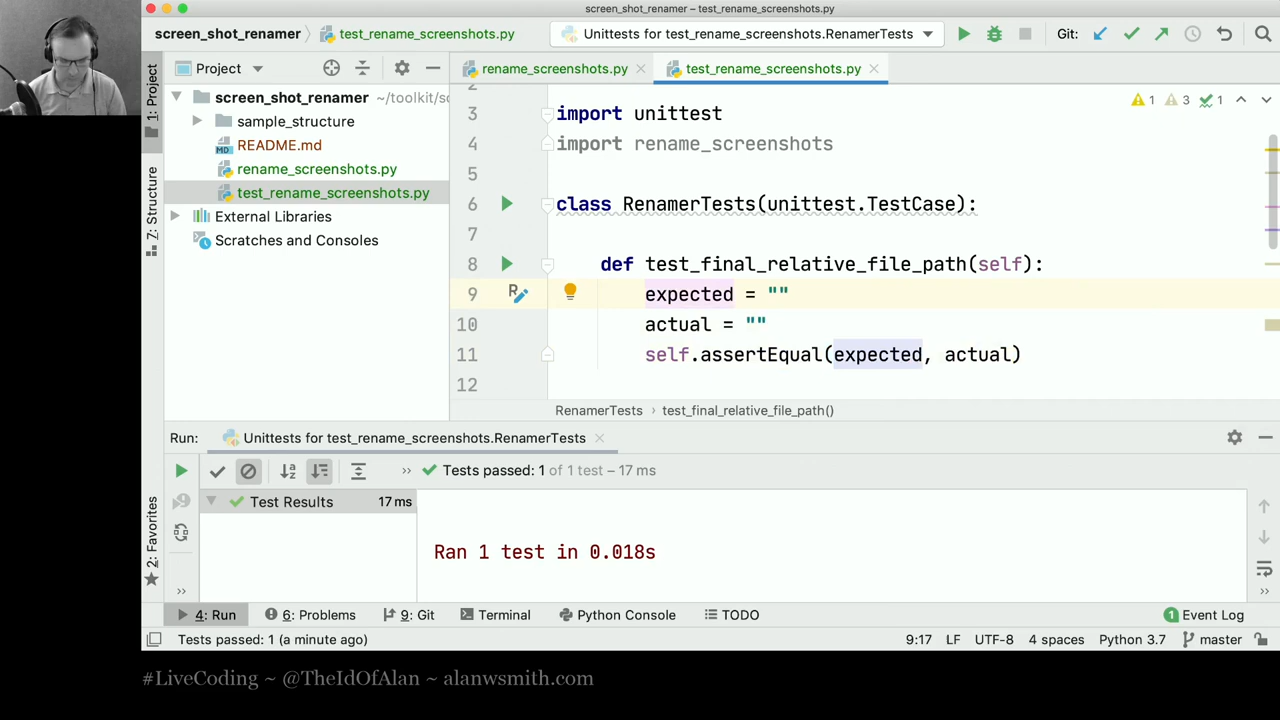 screen_shot_renamer – test_rename_screenshots.py
screen_shot_renamer test_rename_screenshots.py Unittests for test_rename_screenshots.RenamerTests Git:
Project rename_screenshots.py test_rename_screenshots.py
1: Project
Z: Structure
2: Favorites
screen_shot_renamer ~/toolkit/sc
sample_structure
README.md
rename_screenshots.py
test_rename_screenshots.py
External Libraries
Scratches and Consoles
1 3 1
2
3 import unittest
4 import rename_screenshots
5
6 class RenamerTests(unittest.TestCase):
7
8 def test_final_relative_file_path(self):
9 expected = ""
10 actual = ""
11 self.assertEqual(expected, actual)
12
RenamerTests › test_final_relative_file_path()
Run: Unittests for test_rename_screenshots.RenamerTests
Tests passed: 1 of 1 test – 17 ms
Test Results 17 ms
Ran 1 test in 0.018s
4: Run 6: Problems 9: Git Terminal Python Console TODO 1 Event Log
Tests passed: 1 (a minute ago) 9:17 LF UTF-8 4 spaces Python 3.7 master
#LiveCoding ~ @TheIdOfAlan ~ alanwsmith.com